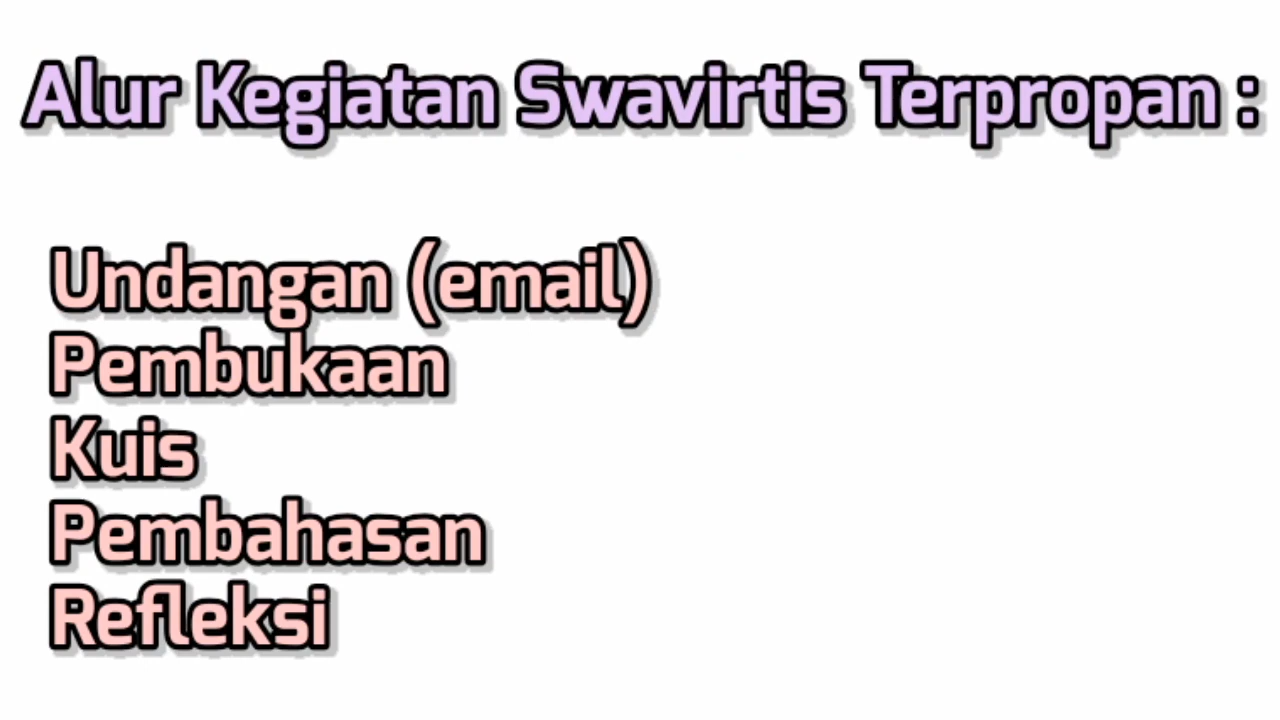 Alur Kegiatan Swavirtis Terpropan :
Undangan (email)
Pembukaan
Kuis
Pembahasan
Refleksi